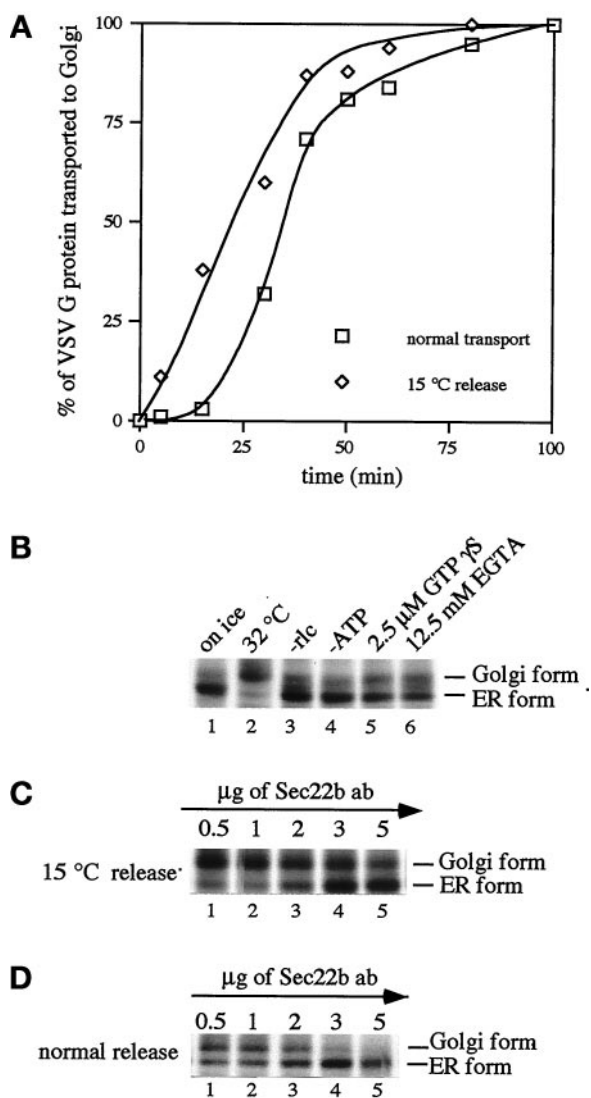 A
% of VSV G protein transported to Golgi
100
75
50
25
0
normal transport
15 °C release
0 25 50 75 100
time (min)
B
on ice 32 °C -rlc -ATP 2.5 µM GTP γS 12.5 mM EGTA
Golgi form
ER form
1 2 3 4 5 6
C
µg of Sec22b ab
0.5 1 2 3 5
15 °C release
Golgi form
ER form
1 2 3 4 5
D
µg of Sec22b ab
0.5 1 2 3 5
normal release
Golgi form
ER form
1 2 3 4 5